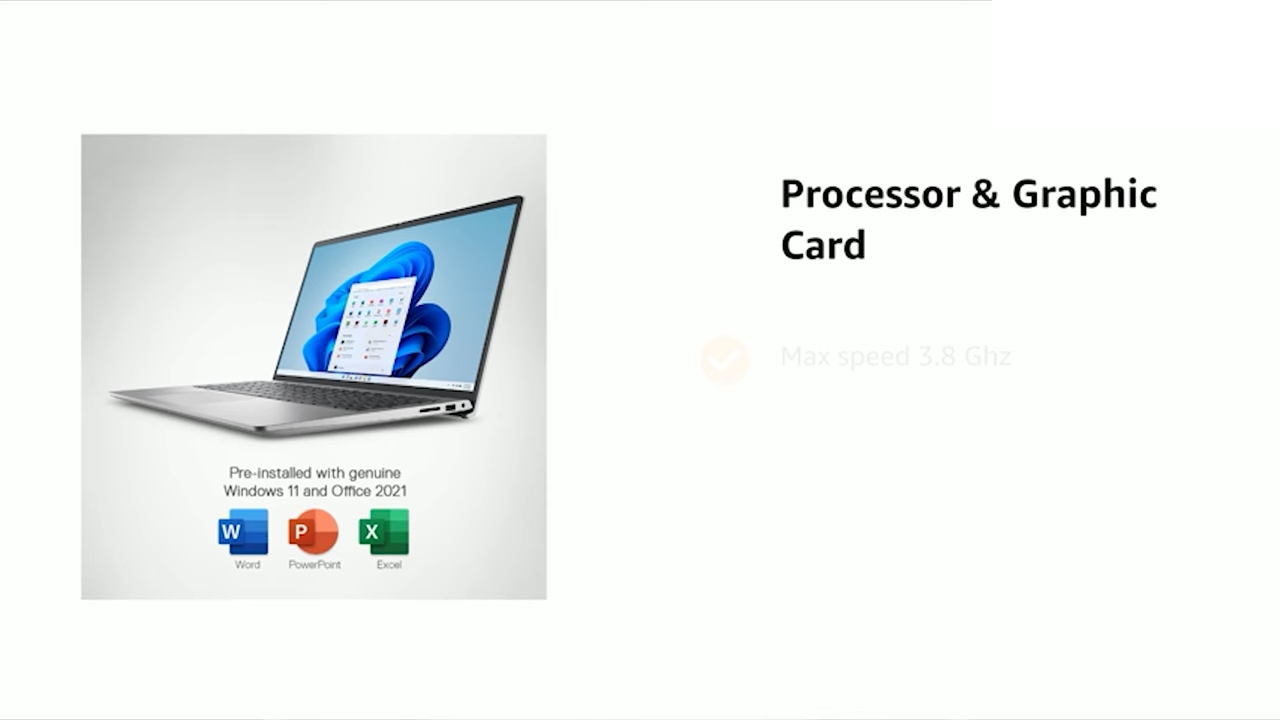 Processor & Graphic
Card
Max speed 3.8 Ghz
Pre-installed with genuine
Windows 11 and Office 2021
W P X
Word PowerPoint Excel